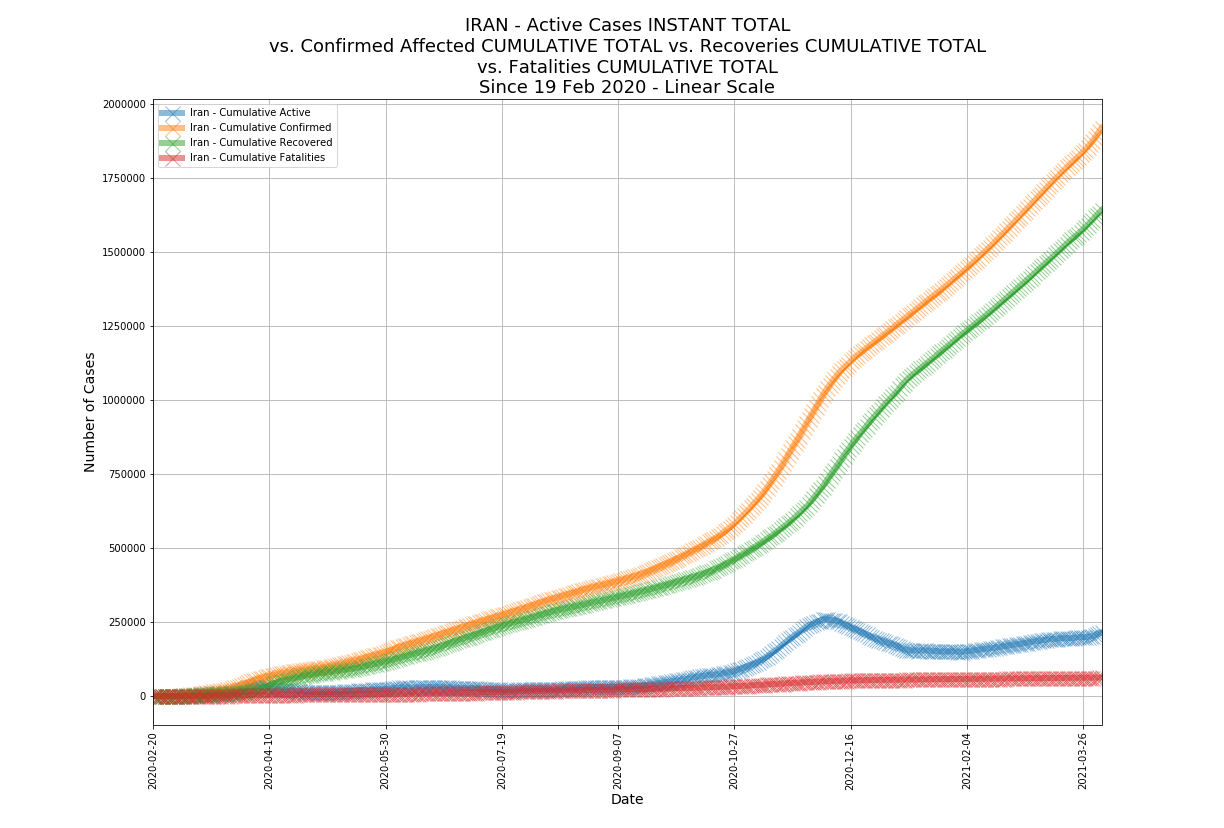 IRAN - Active Cases INSTANT TOTAL
vs. Confirmed Affected CUMULATIVE TOTAL vs. Recoveries CUMULATIVE TOTAL
vs. Fatalities CUMULATIVE TOTAL
Since 19 Feb 2020 - Linear Scale
Iran - Cumulative Active
Iran - Cumulative Confirmed
Iran - Cumulative Recovered
Iran - Cumulative Fatalities
Number of Cases
2000000
1750000
1500000
1250000
1000000
750000
500000
250000
0
2020-02-20
2020-04-10
2020-05-30
2020-07-19
2020-09-07
2020-10-27
2020-12-16
2021-02-04
2021-03-26
Date